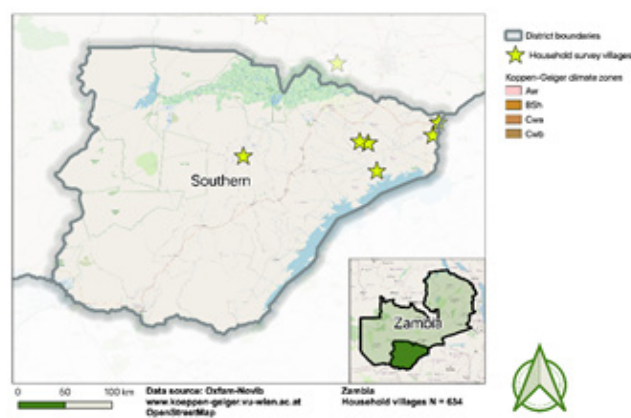 District boundaries
Household survey villages
Koppen-Geiger climate zones
Aw
BSh
Cwa
Cwb
Southern
Zambia
0 50 100 km
Data source: Oxfam-Novib
www.koppen-geiger.vu-wien.ac.at
OpenStreetMap
Zambia
Household villages N = 634